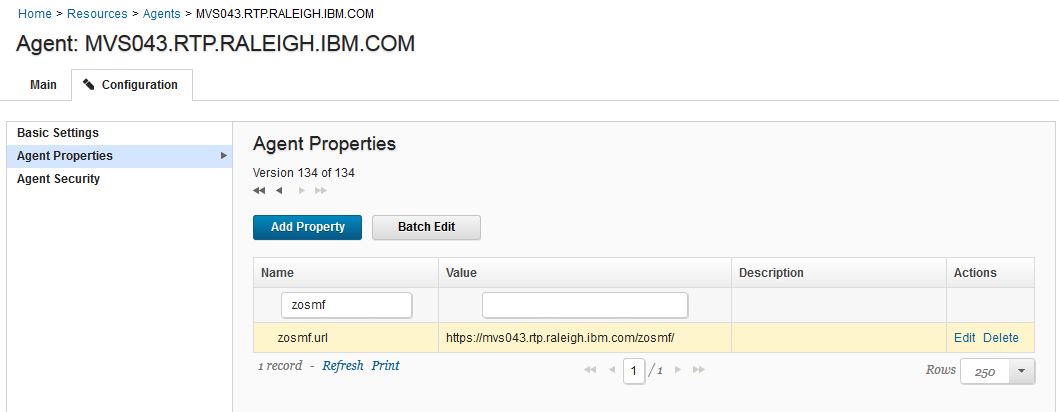 Home > Resources > Agents > MVS043.RTP.RALEIGH.IBM.COM
Agent: MVS043.RTP.RALEIGH.IBM.COM
Main Configuration
Basic Settings
Agent Properties
Agent Security
Agent Properties
Version 134 of 134
Add Property Batch Edit
Name Value Description Actions
zosmf
zosmf.url https://mvs043.rtp.raleigh.ibm.com/zosmf/ Edit Delete
1 record - Refresh Print 1 / 1 Rows 250